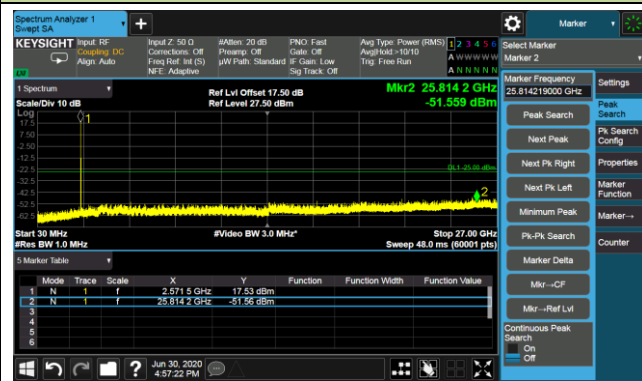 Spectrum Analyzer 1
Swept SA
+
Marker
KEYSIGHT Input: RF
Coupling: DC
Align: Auto
Input Z: 50 Ω
Corrections: Off
Freq Ref: Int (S)
NFE: Adaptive
#Atten: 20 dB
Preamp: Off
µW Path: Standard
PNO: Fast
Gate: Off
IF Gain: Low
Sig Track: Off
Avg Type: Power (RMS)
Avg|Hold:>10/10
Trig: Free Run
1 2 3 4 5 6
A W W W W W
A N N N N N
LXI
Select Marker
Marker 2
1 Spectrum
Scale/Div 10 dB
Ref Lvl Offset 17.50 dB
Ref Level 27.50 dBm
Mkr2 25.814 2 GHz
-51.559 dBm
Log
17.5
7.50
-2.50
-12.5
-22.5
-32.5
-42.5
-52.5
-62.5
1
DL1 -25.00 dBm
2
Start 30 MHz
#Res BW 1.0 MHz
#Video BW 3.0 MHz*
Stop 27.00 GHz
Sweep 48.0 ms (60001 pts)
5 Marker Table
Mode Trace Scale X Y Function Function Width Function Value
1 N 1 f 2.571 5 GHz 17.53 dBm
2 N 1 f 25.814 2 GHz -51.56 dBm
3
4
5
6
Marker Frequency
25.814219000 GHz
Peak Search
Next Peak
Next Pk Right
Next Pk Left
Minimum Peak
Pk-Pk Search
Marker Delta
Mkr→CF
Mkr→Ref Lvl
Continuous Peak
Search
On
Off
Settings
Peak
Search
Pk Search
Config
Properties
Marker
Function
Marker→
Counter
?
Jun 30, 2020
4:57:22 PM